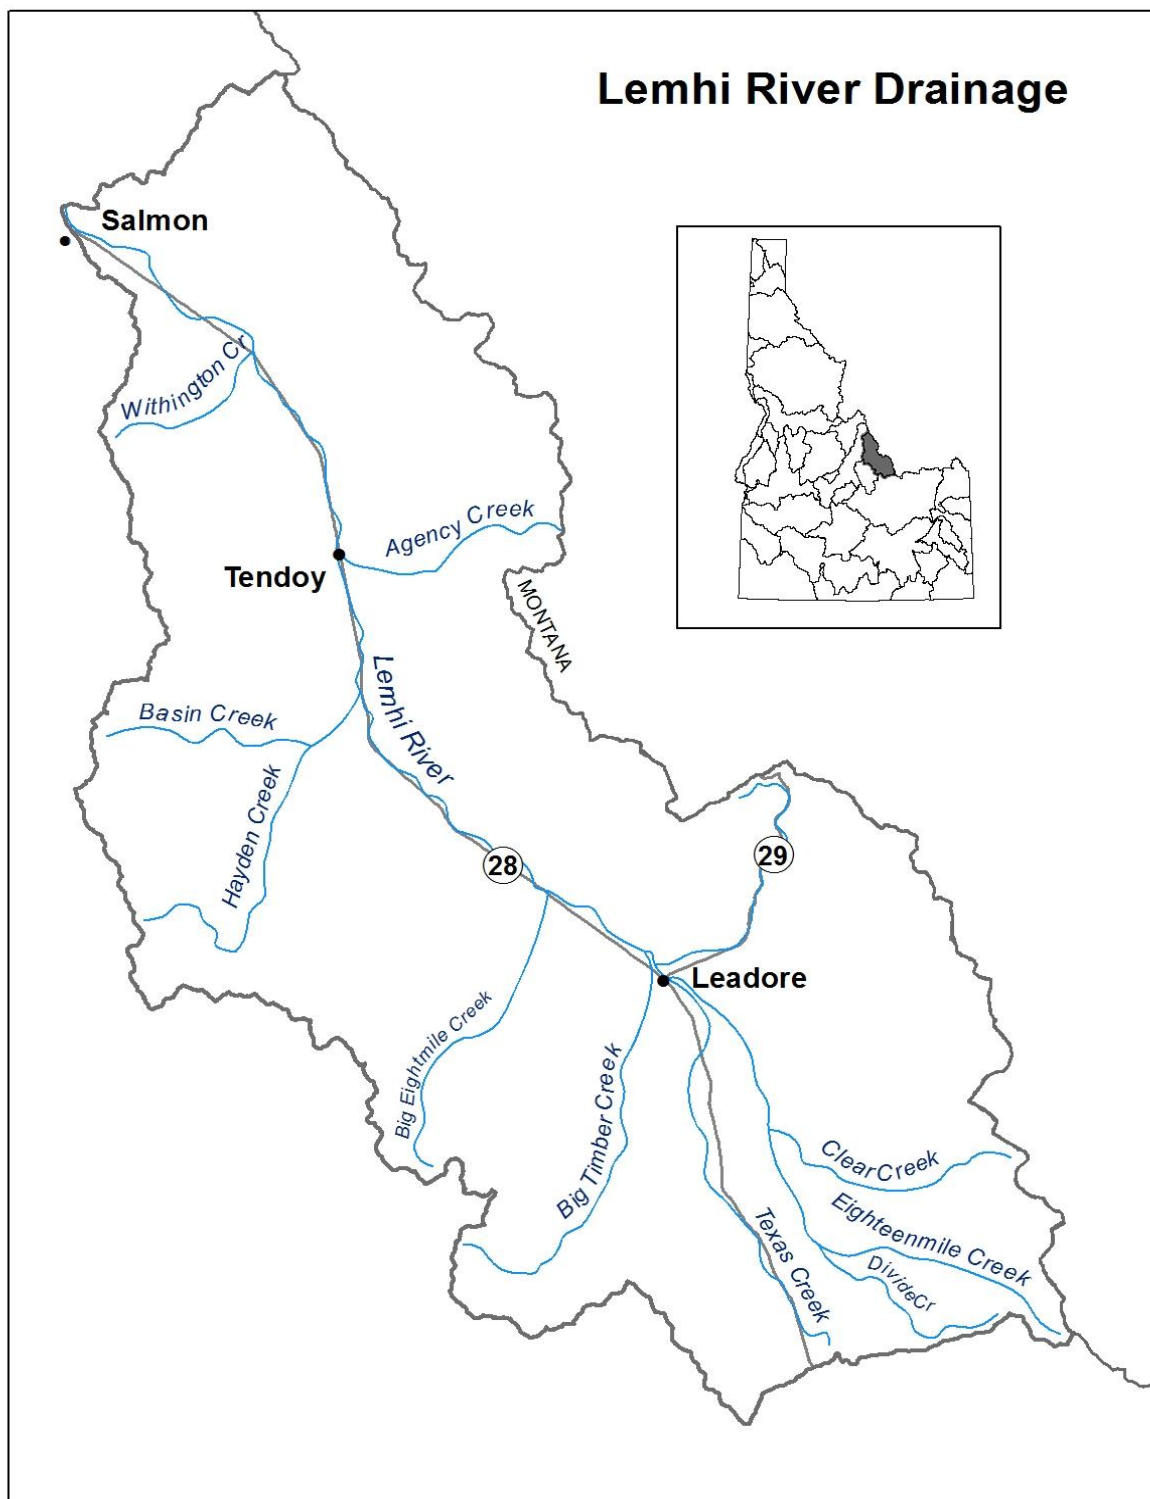 Lemhi River Drainage
Salmon
Withington Cr
Agency Creek
Tendoy
MONTANA
Lemhi River
Basin Creek
Hayden Creek
28
29
Leadore
Big Eightmile Creek
Big Timber Creek
Clear Creek
Eighteenmile Creek
Texas Creek
Divide Cr